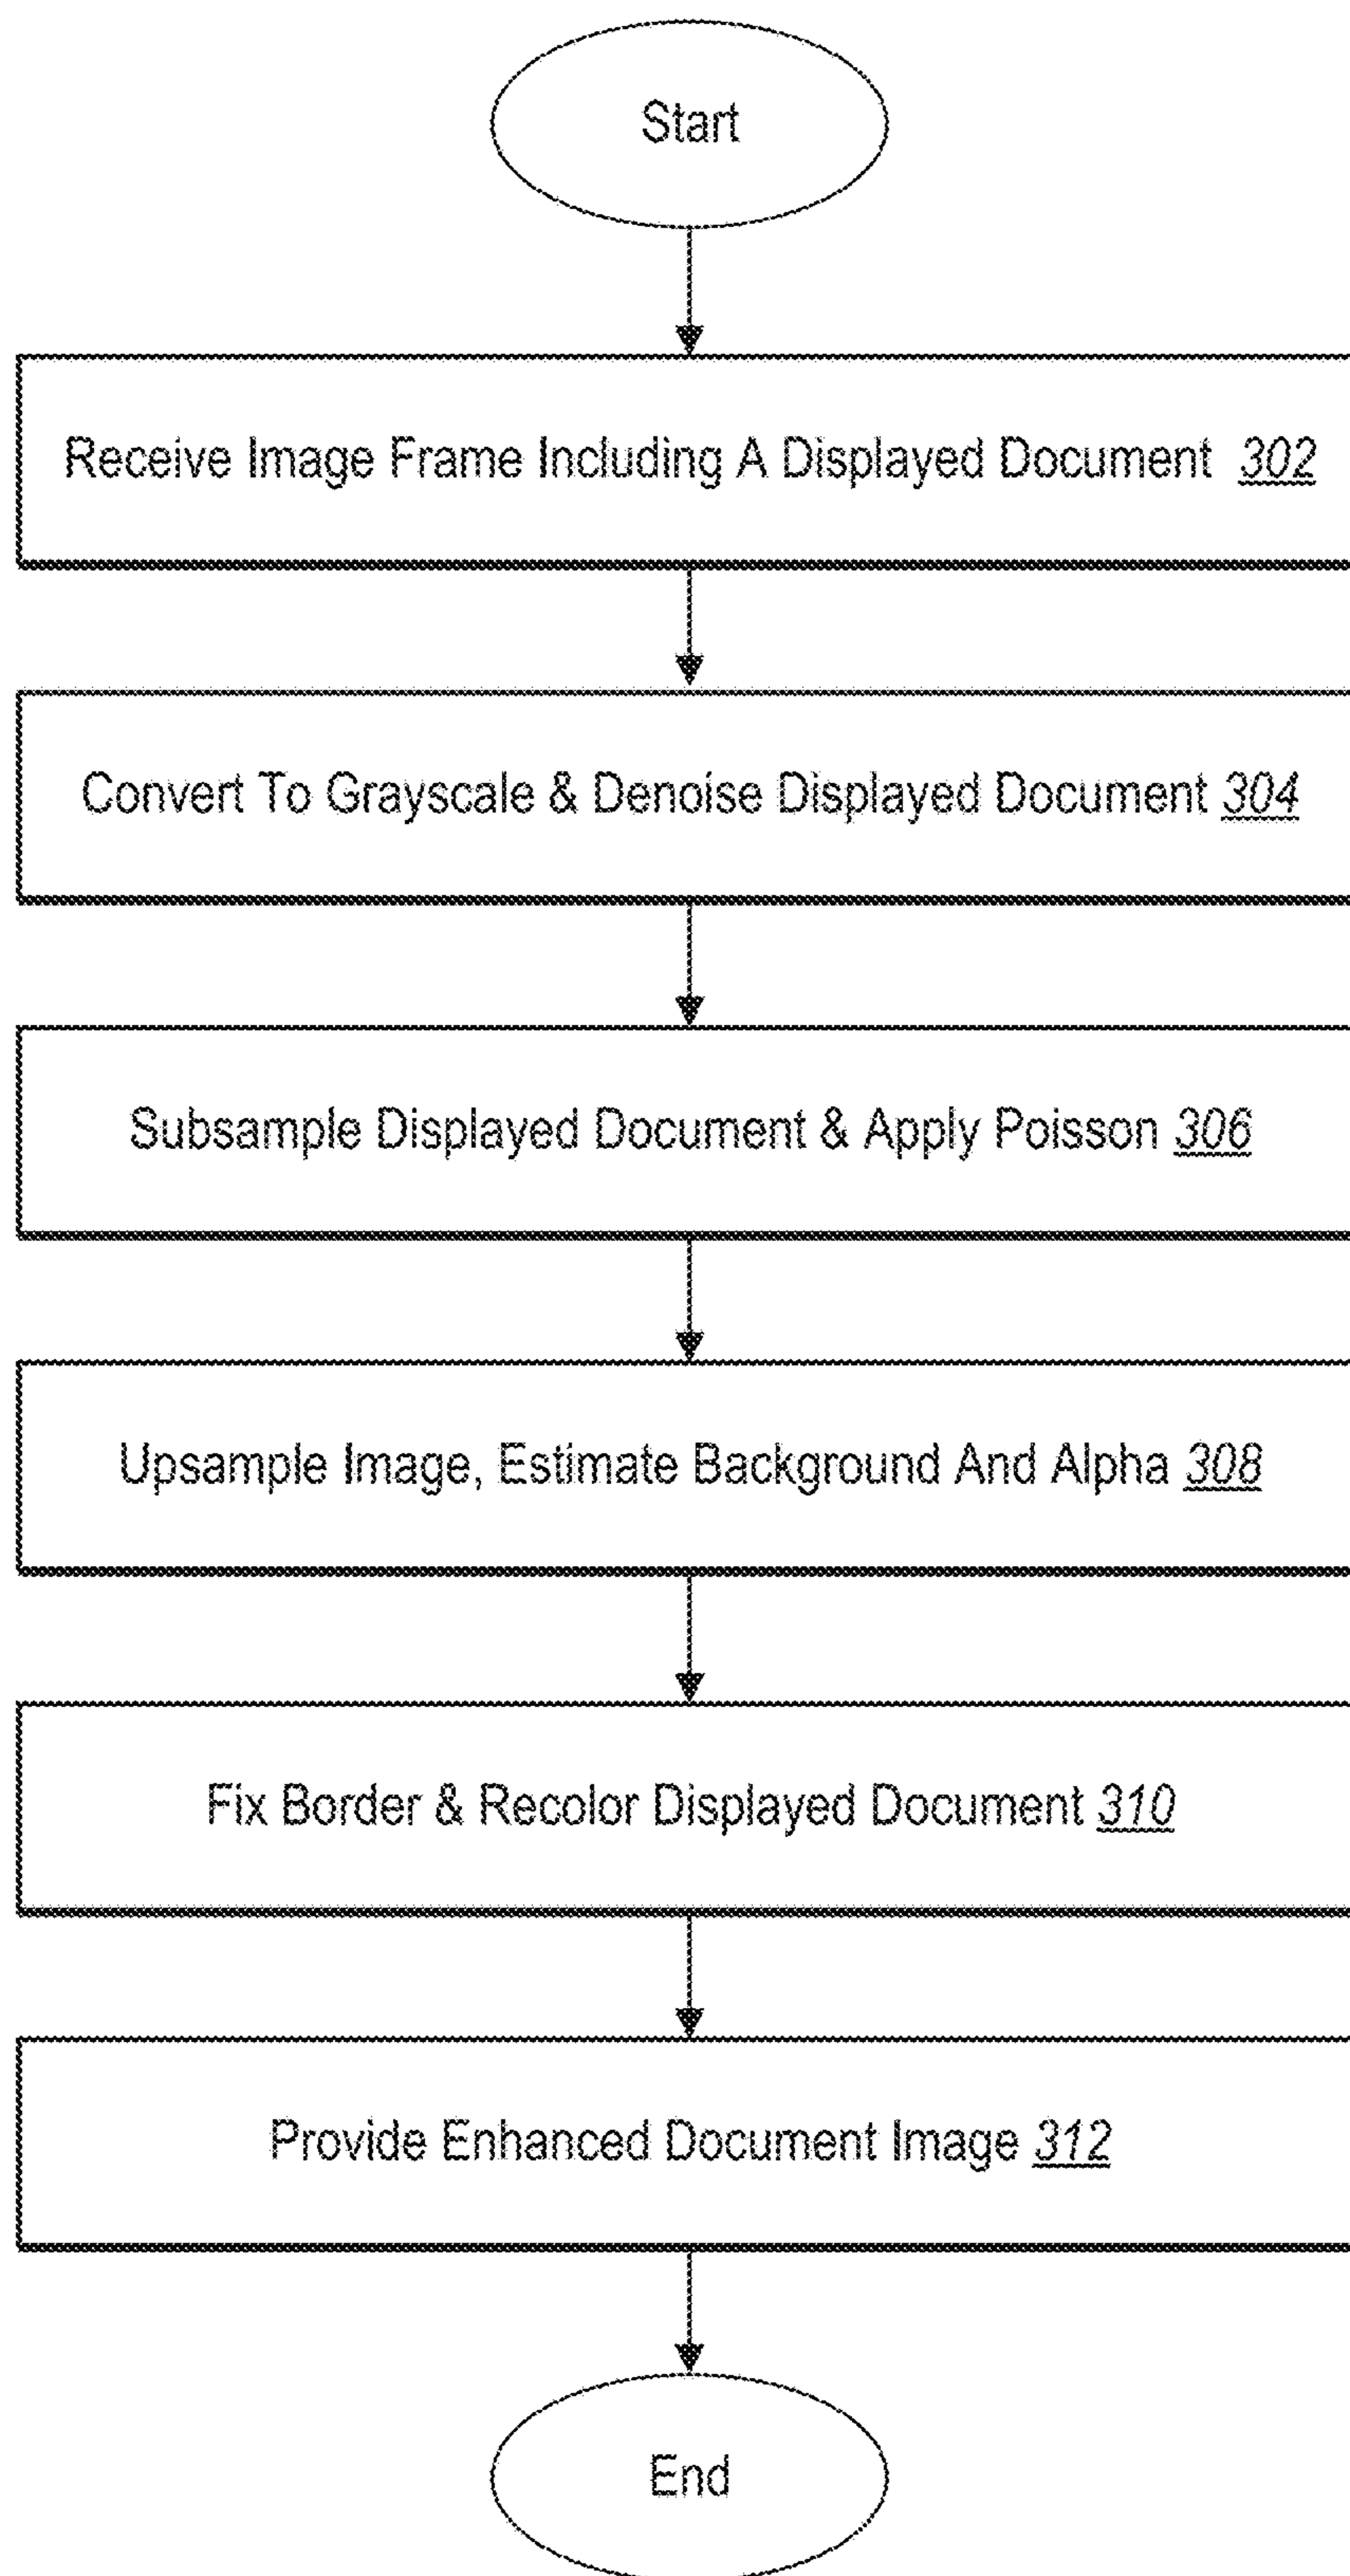 Start
Receive Image Frame Including A Displayed Document 302
Convert To Grayscale & Denoise Displayed Document 304
Subsample Displayed Document & Apply Poisson 306
Upsample Image, Estimate Background And Alpha 308
Fix Border & Recolor Displayed Document 310
Provide Enhanced Document Image 312
End